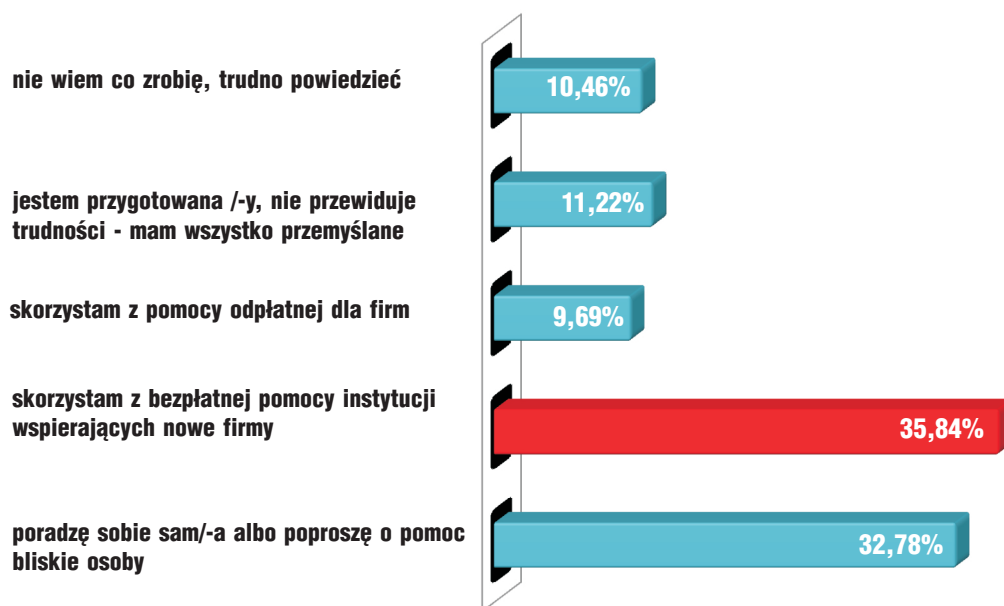 nie wiem co zrobię, trudno powiedzieć
10,46%
jestem przygotowana /-y, nie przewiduje
trudności - mam wszystko przemyślane
11,22%
skorzystam z pomocy odpłatnej dla firm
9,69%
skorzystam z bezpłatnej pomocy instytucji
wspierających nowe firmy
35,84%
poradzę sobie sam/-a albo poproszę o pomoc
bliskie osoby
32,78%